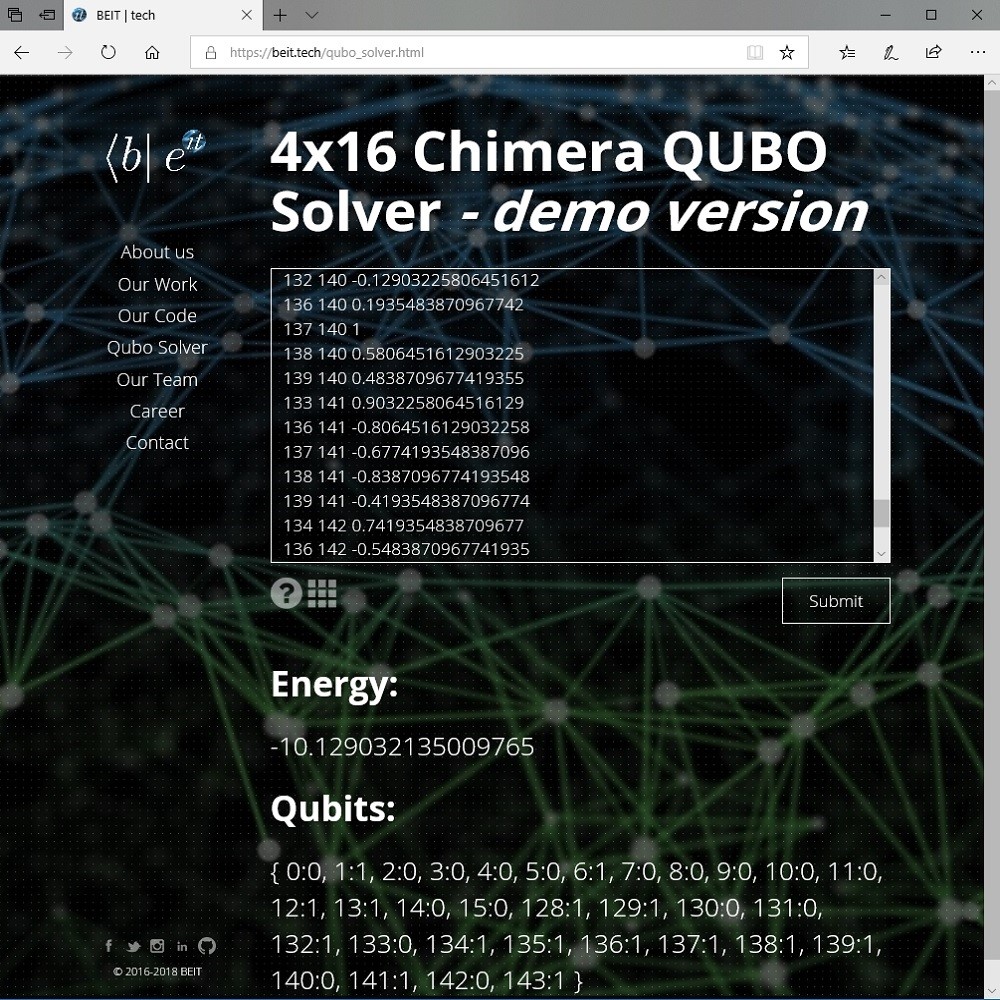 BEIT | tech
https://beit.tech/qubo_solver.html
⟨b| e^it
4x16 Chimera QUBO
Solver - demo version
About us
Our Work
Our Code
Qubo Solver
Our Team
Career
Contact
132 140 -0.12903225806451612
136 140 0.1935483870967742
137 140 1
138 140 0.5806451612903225
139 140 0.4838709677419355
133 141 0.9032258064516129
136 141 -0.8064516129032258
137 141 -0.6774193548387096
138 141 -0.8387096774193548
139 141 -0.4193548387096774
134 142 0.7419354838709677
136 142 -0.5483870967741935
?
Submit
Energy:
-10.129032135009765
Qubits:
{ 0:0, 1:1, 2:0, 3:0, 4:0, 5:0, 6:1, 7:0, 8:0, 9:0, 10:0, 11:0,
12:1, 13:1, 14:0, 15:0, 128:1, 129:1, 130:0, 131:0,
132:1, 133:0, 134:1, 135:1, 136:1, 137:1, 138:1, 139:1,
140:0, 141:1, 142:0, 143:1 }
© 2016-2018 BEIT